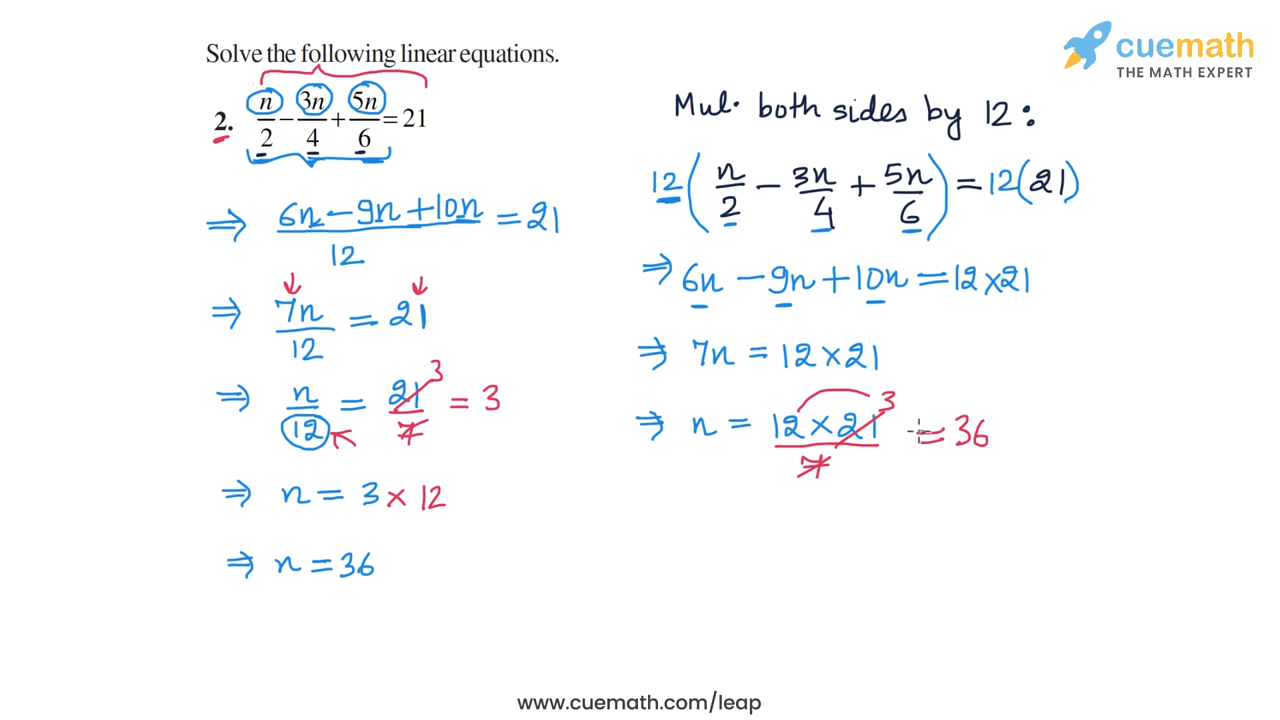 Solve the following linear equations.
2. n/2 − 3n/4 + 5n/6 = 21
⇒ (6n − 9n + 10n)/12 = 21
⇒ 7n/12 = 21
⇒ n/12 = 21/7 = 3
3
⇒ n = 3 × 12
⇒ n = 36
cuemath
THE MATH EXPERT
Mul. both sides by 12:
12(n/2 − 3n/4 + 5n/6) = 12(21)
⇒ 6n − 9n + 10n = 12×21
⇒ 7n = 12×21
⇒ n = (12×21)/7 = 36
3
www.cuemath.com/leap